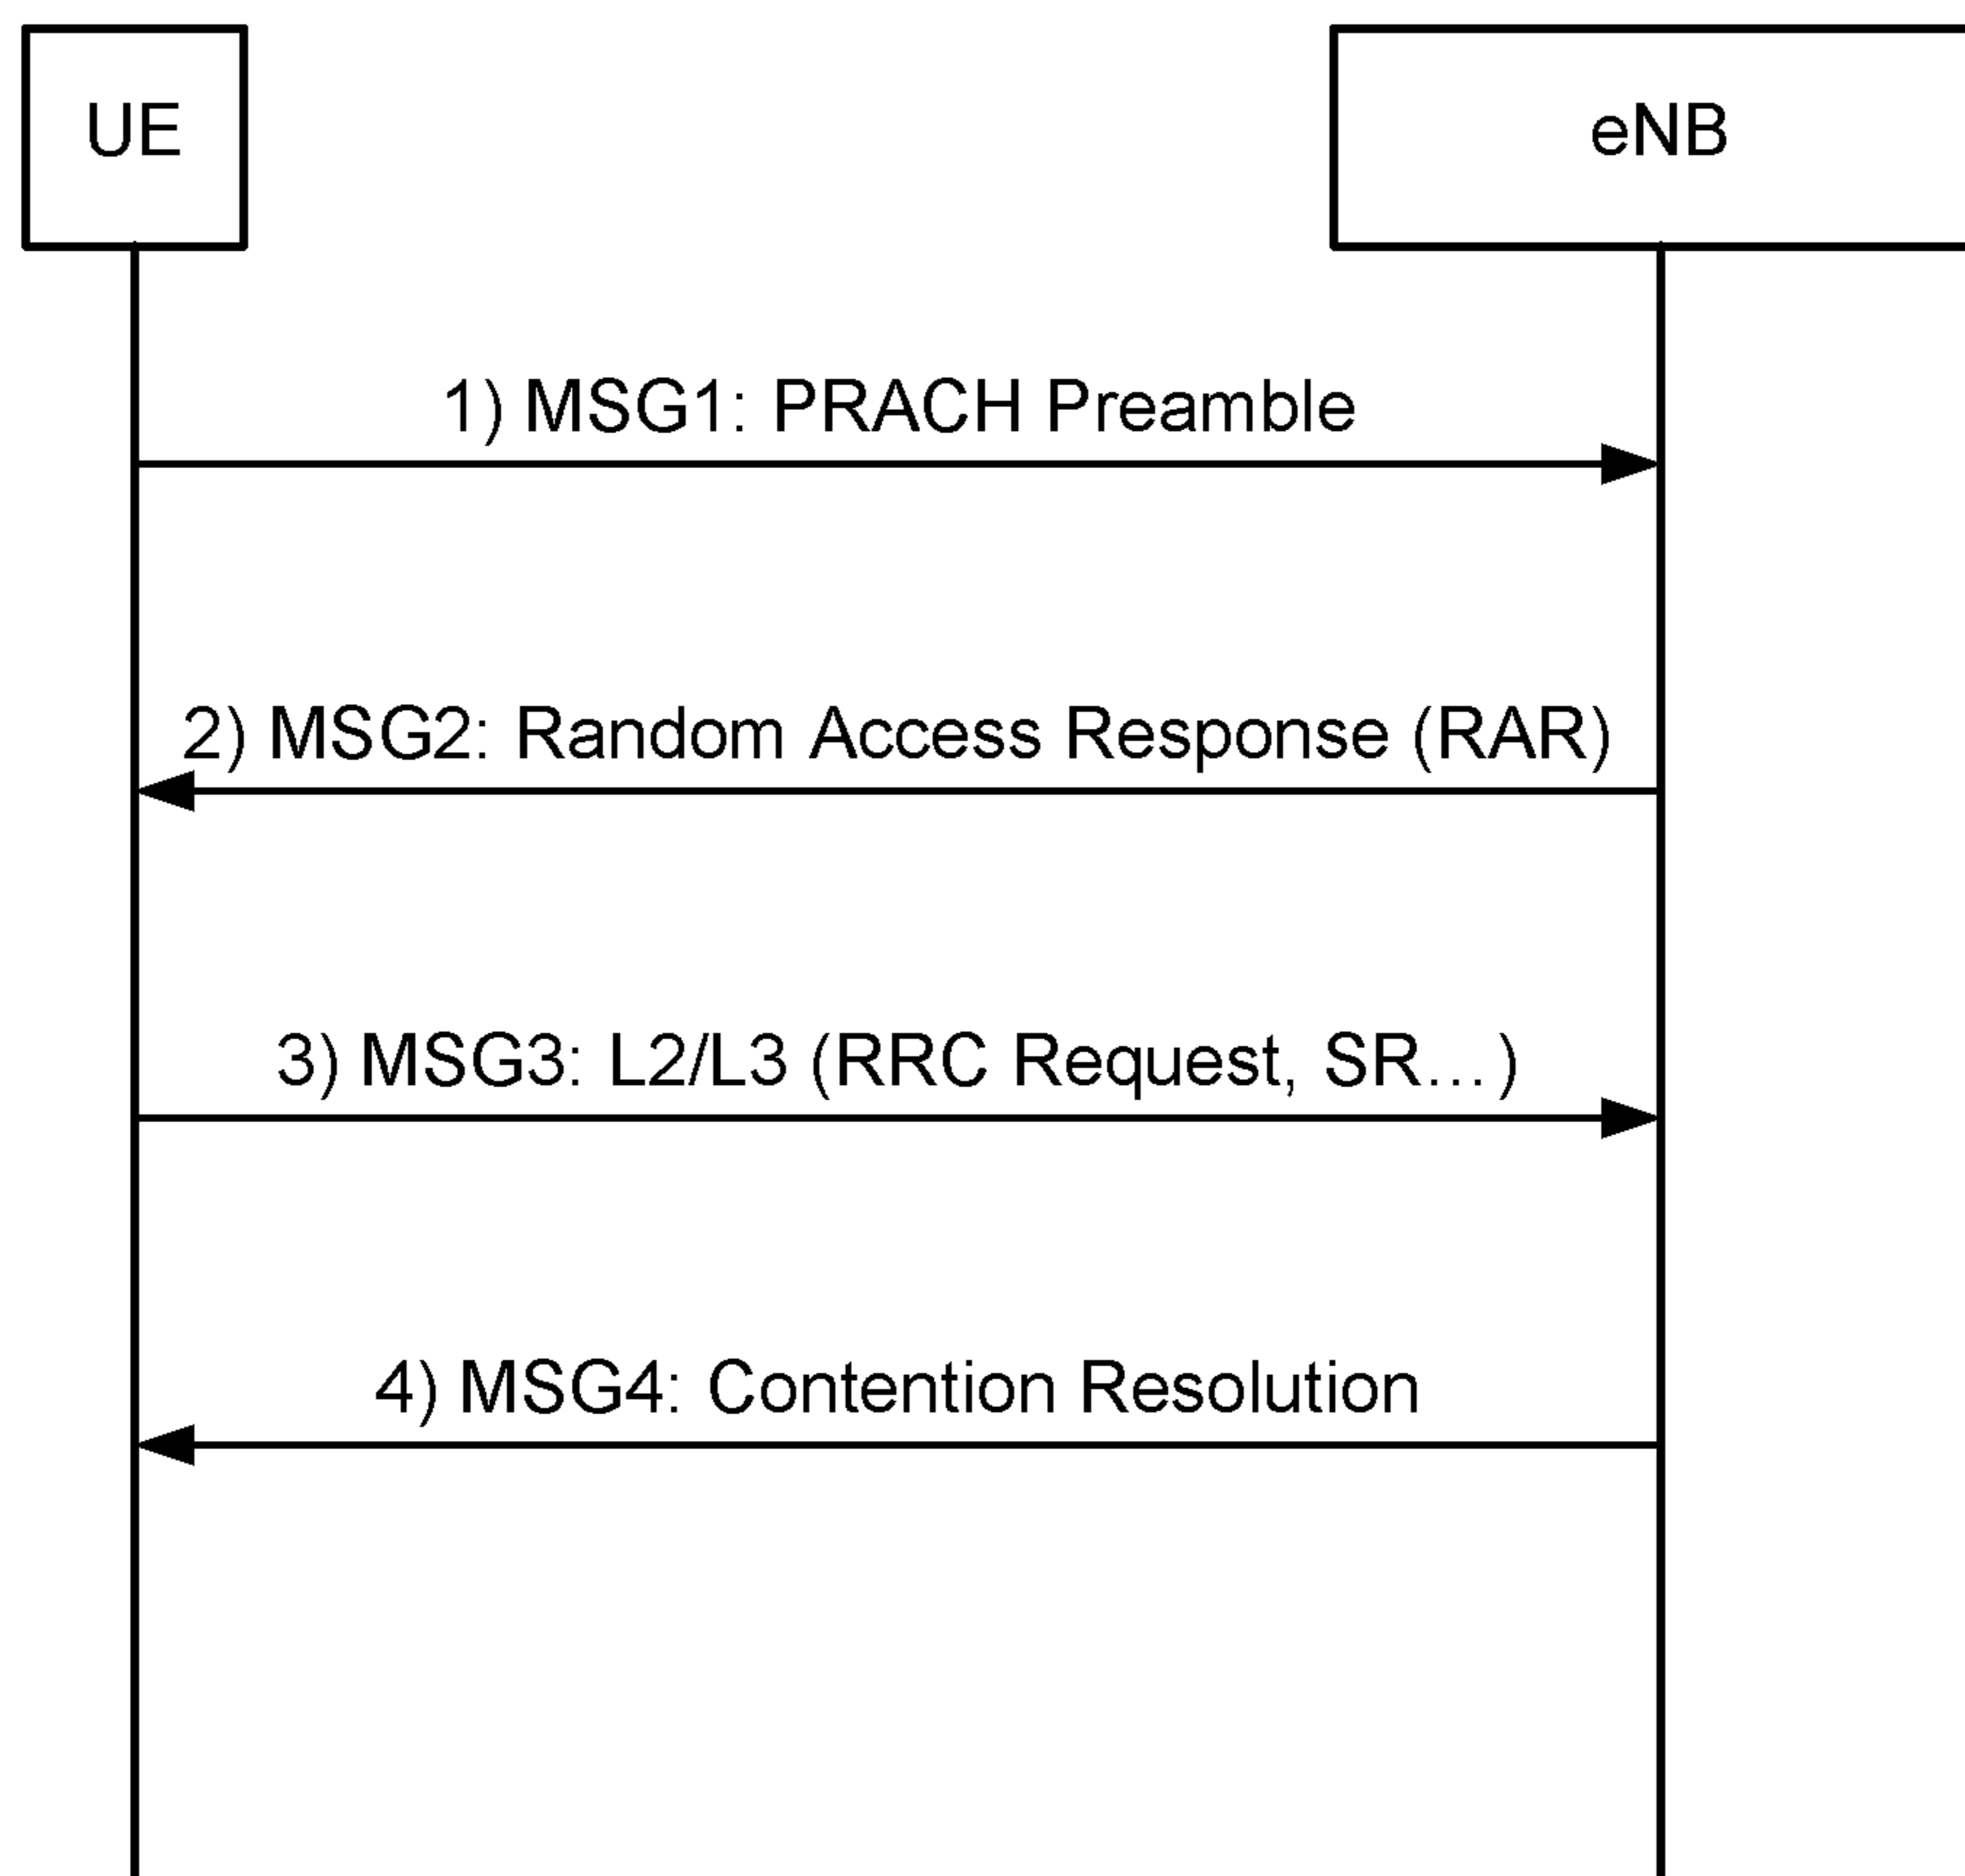 UE
eNB
1) MSG1: PRACH Preamble
2) MSG2: Random Access Response (RAR)
3) MSG3: L2/L3 (RRC Request, SR...)
4) MSG4: Contention Resolution